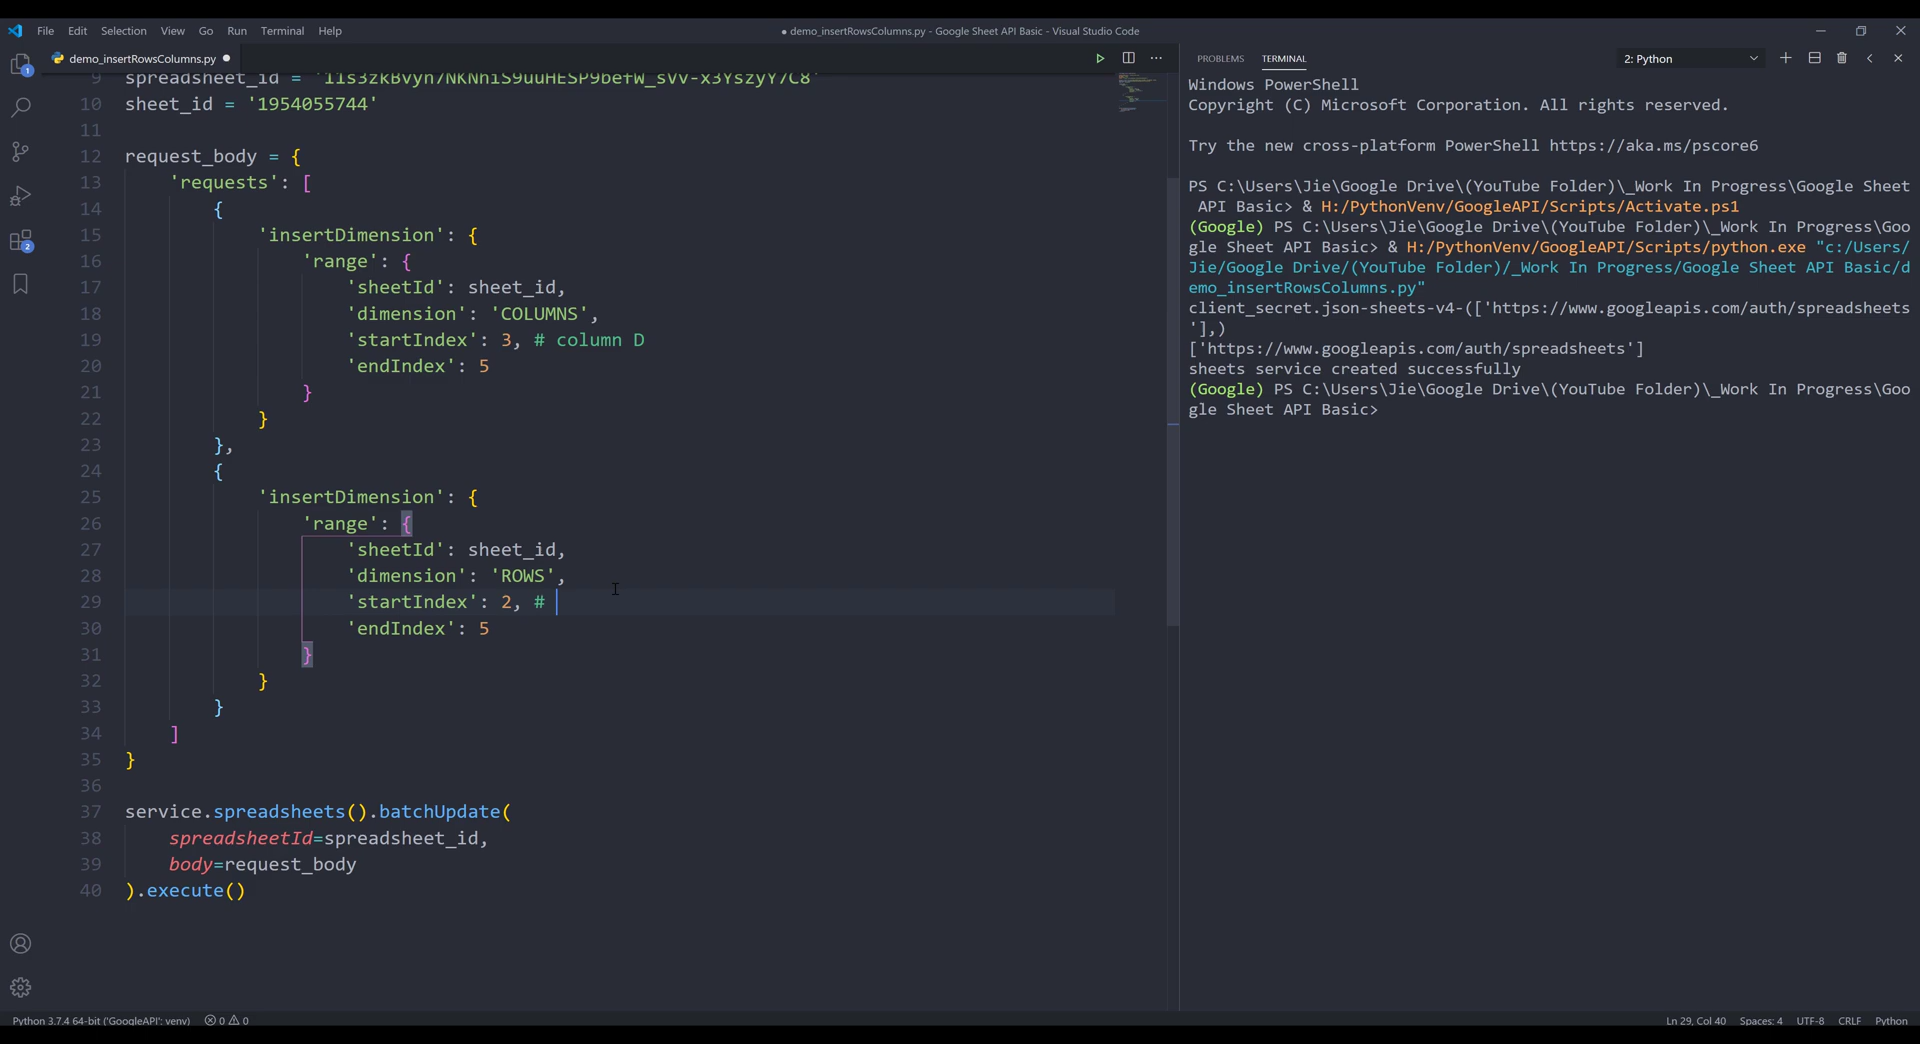 File Edit Selection View Go Run Terminal Help
● demo_insertRowsColumns.py - Google Sheet API Basic - Visual Studio Code
demo_insertRowsColumns.py
10 sheet_id = '1954055744'
11
12 request_body = {
13 'requests': [
14 {
15 'insertDimension': {
16 'range': {
17 'sheetId': sheet_id,
18 'dimension': 'COLUMNS',
19 'startIndex': 3, # column D
20 'endIndex': 5
21 }
22 }
23 },
24 {
25 'insertDimension': {
26 'range': {
27 'sheetId': sheet_id,
28 'dimension': 'ROWS',
29 'startIndex': 2, #
30 'endIndex': 5
31 }
32 }
33 }
34 ]
35 }
36
37 service.spreadsheets().batchUpdate(
38 spreadsheetId=spreadsheet_id,
39 body=request_body
40 ).execute()
PROBLEMS TERMINAL 2: Python
Windows PowerShell
Copyright (C) Microsoft Corporation. All rights reserved.
Try the new cross-platform PowerShell https://aka.ms/pscore6
PS C:\Users\Jie\Google Drive\(YouTube Folder)\_Work In Progress\Google Sheet
API Basic> & H:/PythonVenv/GoogleAPI/Scripts/Activate.ps1
(Google) PS C:\Users\Jie\Google Drive\(YouTube Folder)\_Work In Progress\Goo
gle Sheet API Basic> & H:/PythonVenv/GoogleAPI/Scripts/python.exe "c:/Users/
Jie/Google Drive/(YouTube Folder)/_Work In Progress/Google Sheet API Basic/d
emo_insertRowsColumns.py"
client_secret.json-sheets-v4-(['https://www.googleapis.com/auth/spreadsheets
'],)
['https://www.googleapis.com/auth/spreadsheets']
sheets service created successfully
(Google) PS C:\Users\Jie\Google Drive\(YouTube Folder)\_Work In Progress\Goo
gle Sheet API Basic>
1
2
Python 3.7.4 64-bit ('GoogleAPI': venv) 0 0
Ln 29, Col 40 Spaces: 4 UTF-8 CRLF Python